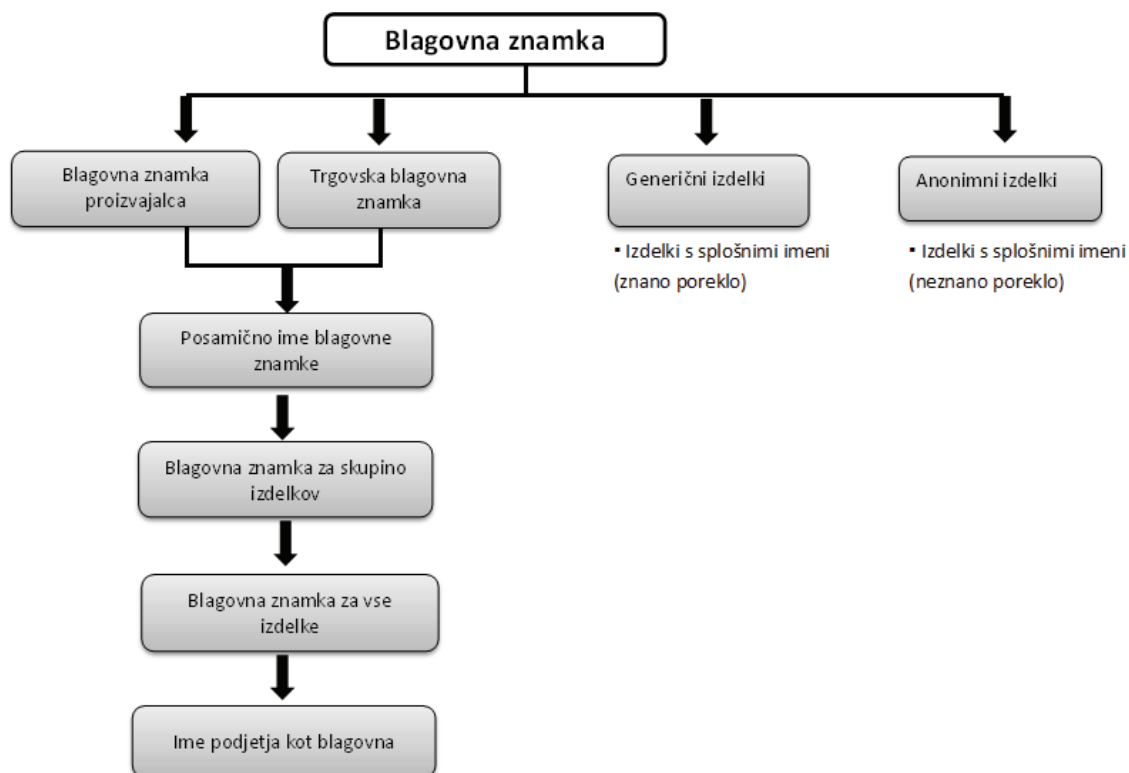 Blagovna znamka
Blagovna znamka
proizvajalca
Trgovska blagovna
znamka
Generični izdelki
Anonimni izdelki
▪ Izdelki s splošnimi imeni
(znano poreklo)
▪ Izdelki s splošnimi imeni
(neznano poreklo)
Posamično ime blagovne
znamke
Blagovna znamka za skupino
izdelkov
Blagovna znamka za vse
izdelke
Ime podjetja kot blagovna